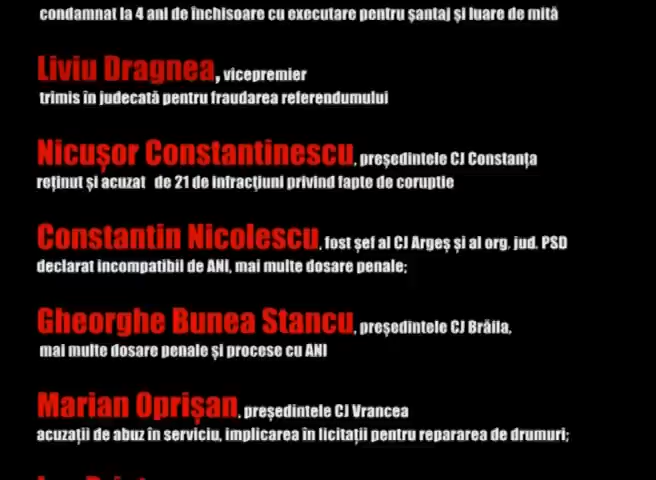 condamnat la 4 ani de închisoare cu executare pentru șantaj și luare de mită
Liviu Dragnea, vicepremier
trimis în judecată pentru fraudarea referendumului
Nicușor Constantinescu, președintele CJ Constanța
reținut și acuzat de 21 de infracţiuni privind fapte de coruptie
Constantin Nicolescu, fost șef al CJ Argeș și al org. jud. PSD
declarat incompatibil de ANI, mai multe dosare penale;
Gheorghe Bunea Stancu, președintele CJ Brăila,
mai multe dosare penale și procese cu ANI
Marian Oprișan, președintele CJ Vrancea
acuzații de abuz în serviciu, implicarea în licitații pentru repararea de drumuri;